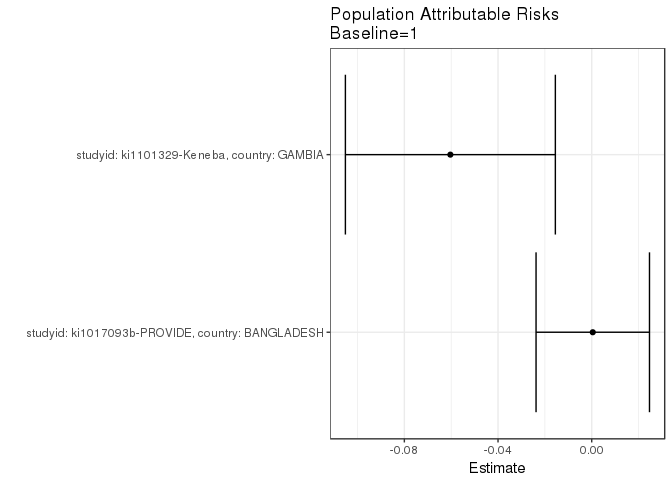 Population Attributable Risks
Baseline=1
studyid: ki1101329-Keneba, country: GAMBIA
studyid: ki1017093b-PROVIDE, country: BANGLADESH
-0.08 -0.04 0.00
Estimate